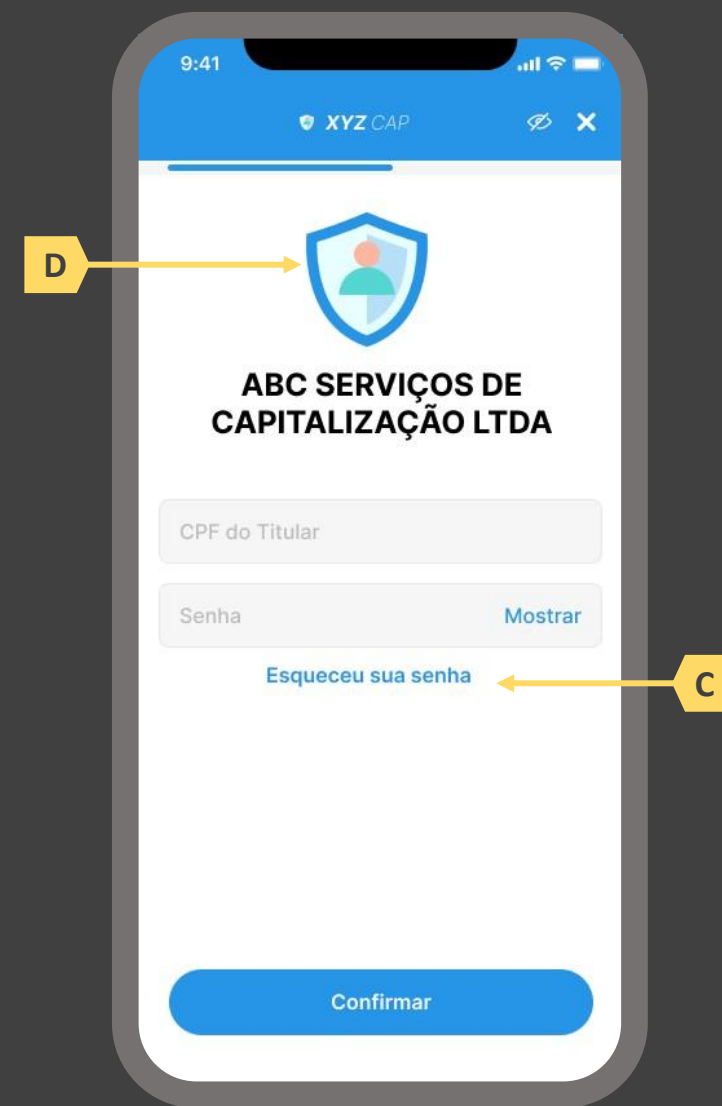 9:41
XYZ CAP
D
ABC SERVIÇOS DE
CAPITALIZAÇÃO LTDA
CPF do Titular
Senha Mostrar
Esqueceu sua senha
C
Confirmar